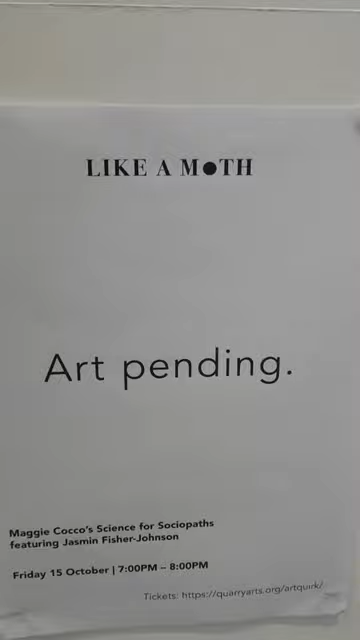 LIKE A M●TH
Art pending.
Maggie Cocco's Science for Sociopaths
featuring Jasmin Fisher-Johnson
Friday 15 October | 7:00PM – 8:00PM
Tickets: https://quarryarts.org/artquirk/